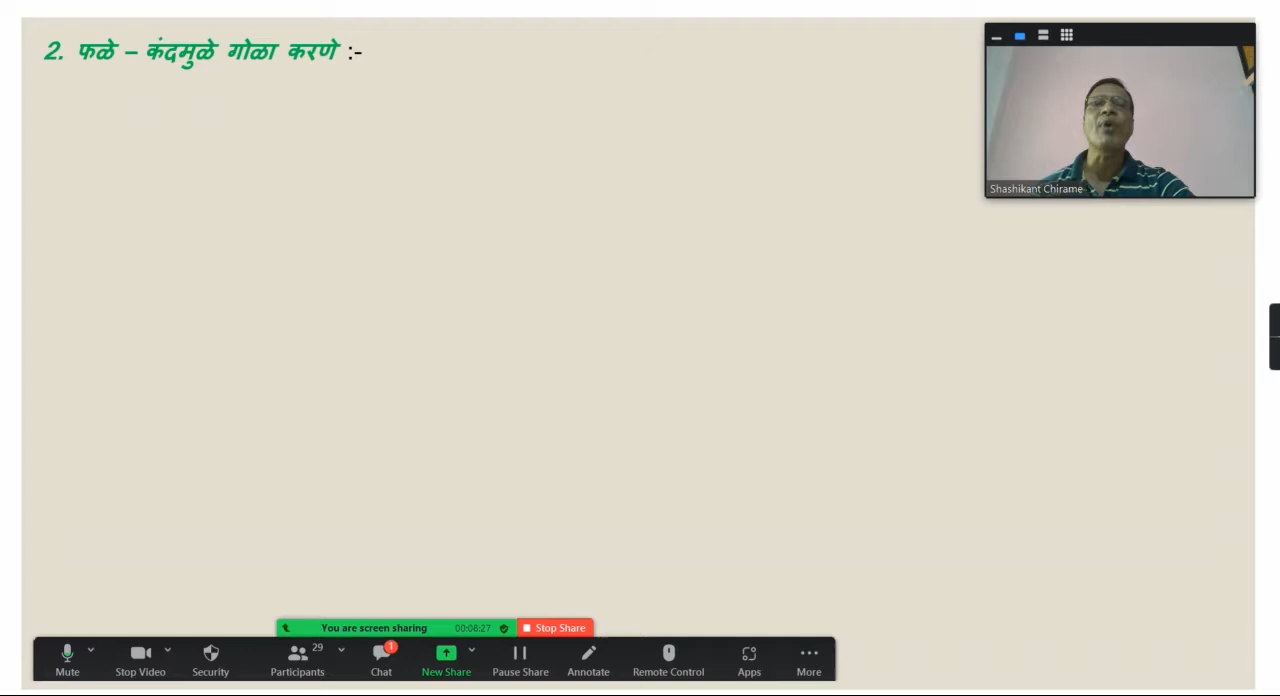 2. फळे – कंदमुळे गोळा करणे :-
Shashikant Chirame
You are screen sharing 00:08:27 Stop Share
Mute Stop Video Security Participants 29 Chat 1 New Share Pause Share Annotate Remote Control Apps More